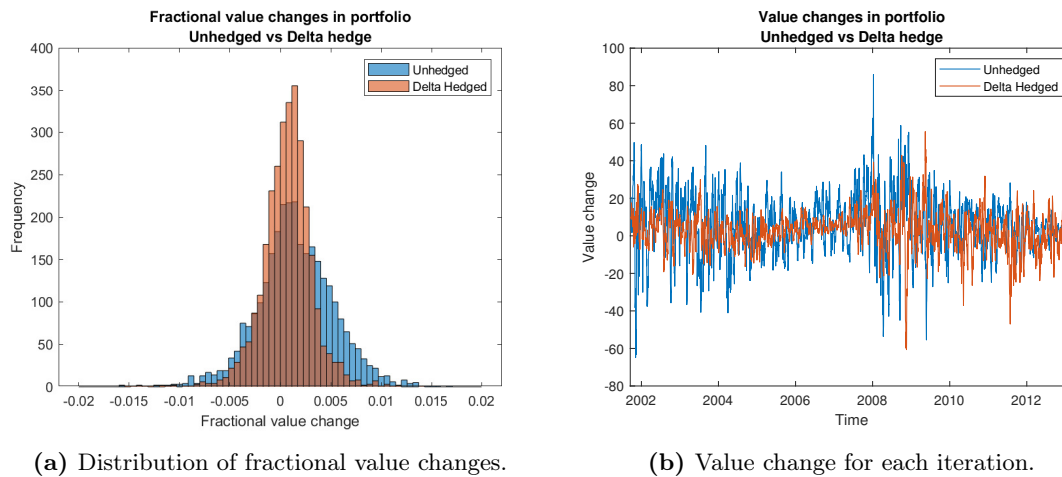 Fractional value changes in portfolio
Unhedged vs Delta hedge
400
350
300
250
200
150
100
50
0
Frequency
Unhedged
Delta Hedged
-0.02 -0.015 -0.01 -0.005 0 0.005 0.01 0.015 0.02
Fractional value change
(a) Distribution of fractional value changes.
Value changes in portfolio
Unhedged vs Delta hedge
100
80
60
40
20
0
-20
-40
-60
-80
Value change
Unhedged
Delta Hedged
2002 2004 2006 2008 2010 2012
Time
(b) Value change for each iteration.